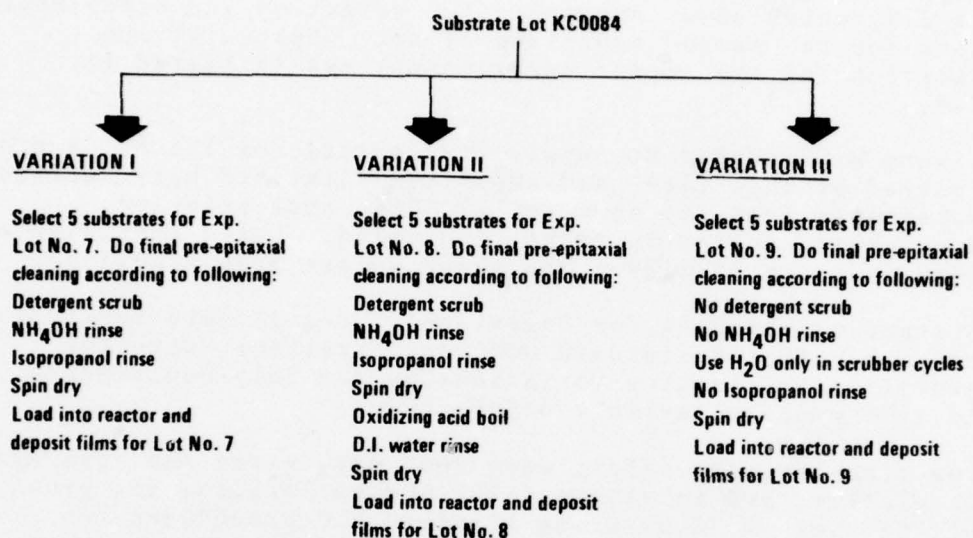 Substrate Lot KC0084
VARIATION I
Select 5 substrates for Exp.
Lot No. 7. Do final pre-epitaxial
cleaning according to following:
Detergent scrub
NH₄OH rinse
Isopropanol rinse
Spin dry
Load into reactor and
deposit films for Lot No. 7
VARIATION II
Select 5 substrates for Exp.
Lot No. 8. Do final pre-epitaxial
cleaning according to following:
Detergent scrub
NH₄OH rinse
Isopropanol rinse
Spin dry
Oxidizing acid boil
D.I. water rinse
Spin dry
Load into reactor and deposit
films for Lot No. 8
VARIATION III
Select 5 substrates for Exp.
Lot No. 9. Do final pre-epitaxial
cleaning according to following:
No detergent scrub
No NH₄OH rinse
Use H₂O only in scrubber cycles
No Isopropanol rinse
Spin dry
Load into reactor and deposit
films for Lot No. 9